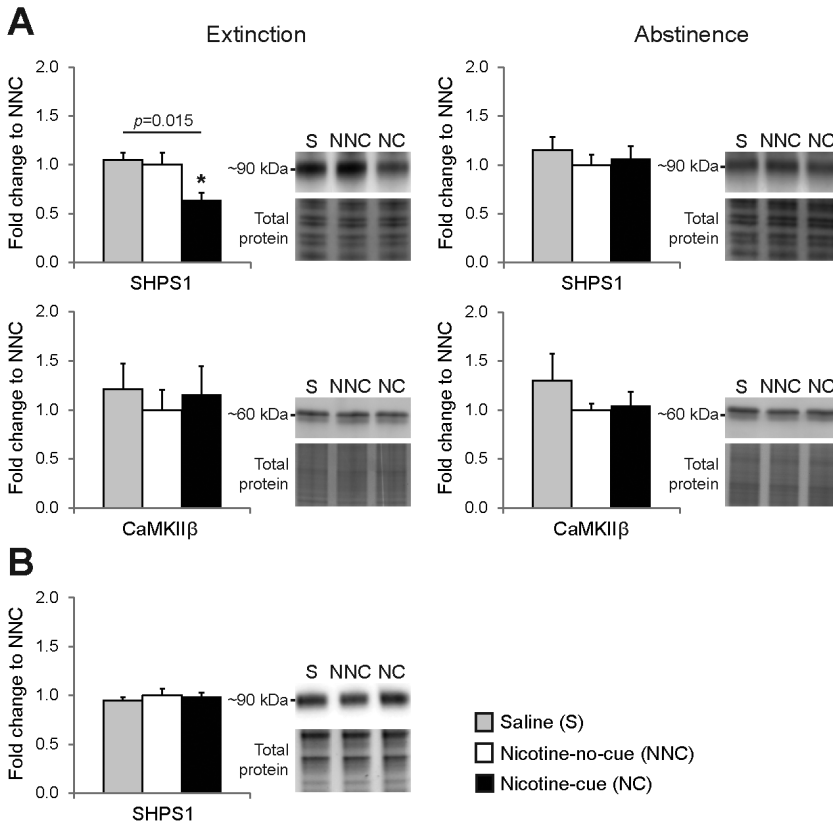 A
Extinction
Abstinence
Fold change to NNC
2.0
1.5
1.0
0.5
0.0
p=0.015
*
SHPS1
S NNC NC
~90 kDa
Total
protein
Fold change to NNC
2.0
1.5
1.0
0.5
0.0
SHPS1
S NNC NC
~90 kDa
Total
protein
Fold change to NNC
2.0
1.5
1.0
0.5
0.0
CaMKIIβ
S NNC NC
~60 kDa
Total
protein
Fold change to NNC
2.0
1.5
1.0
0.5
0.0
CaMKIIβ
S NNC NC
~60 kDa
Total
protein
B
Fold change to NNC
2.0
1.5
1.0
0.5
0.0
SHPS1
S NNC NC
~90 kDa
Total
protein
Saline (S)
Nicotine-no-cue (NNC)
Nicotine-cue (NC)